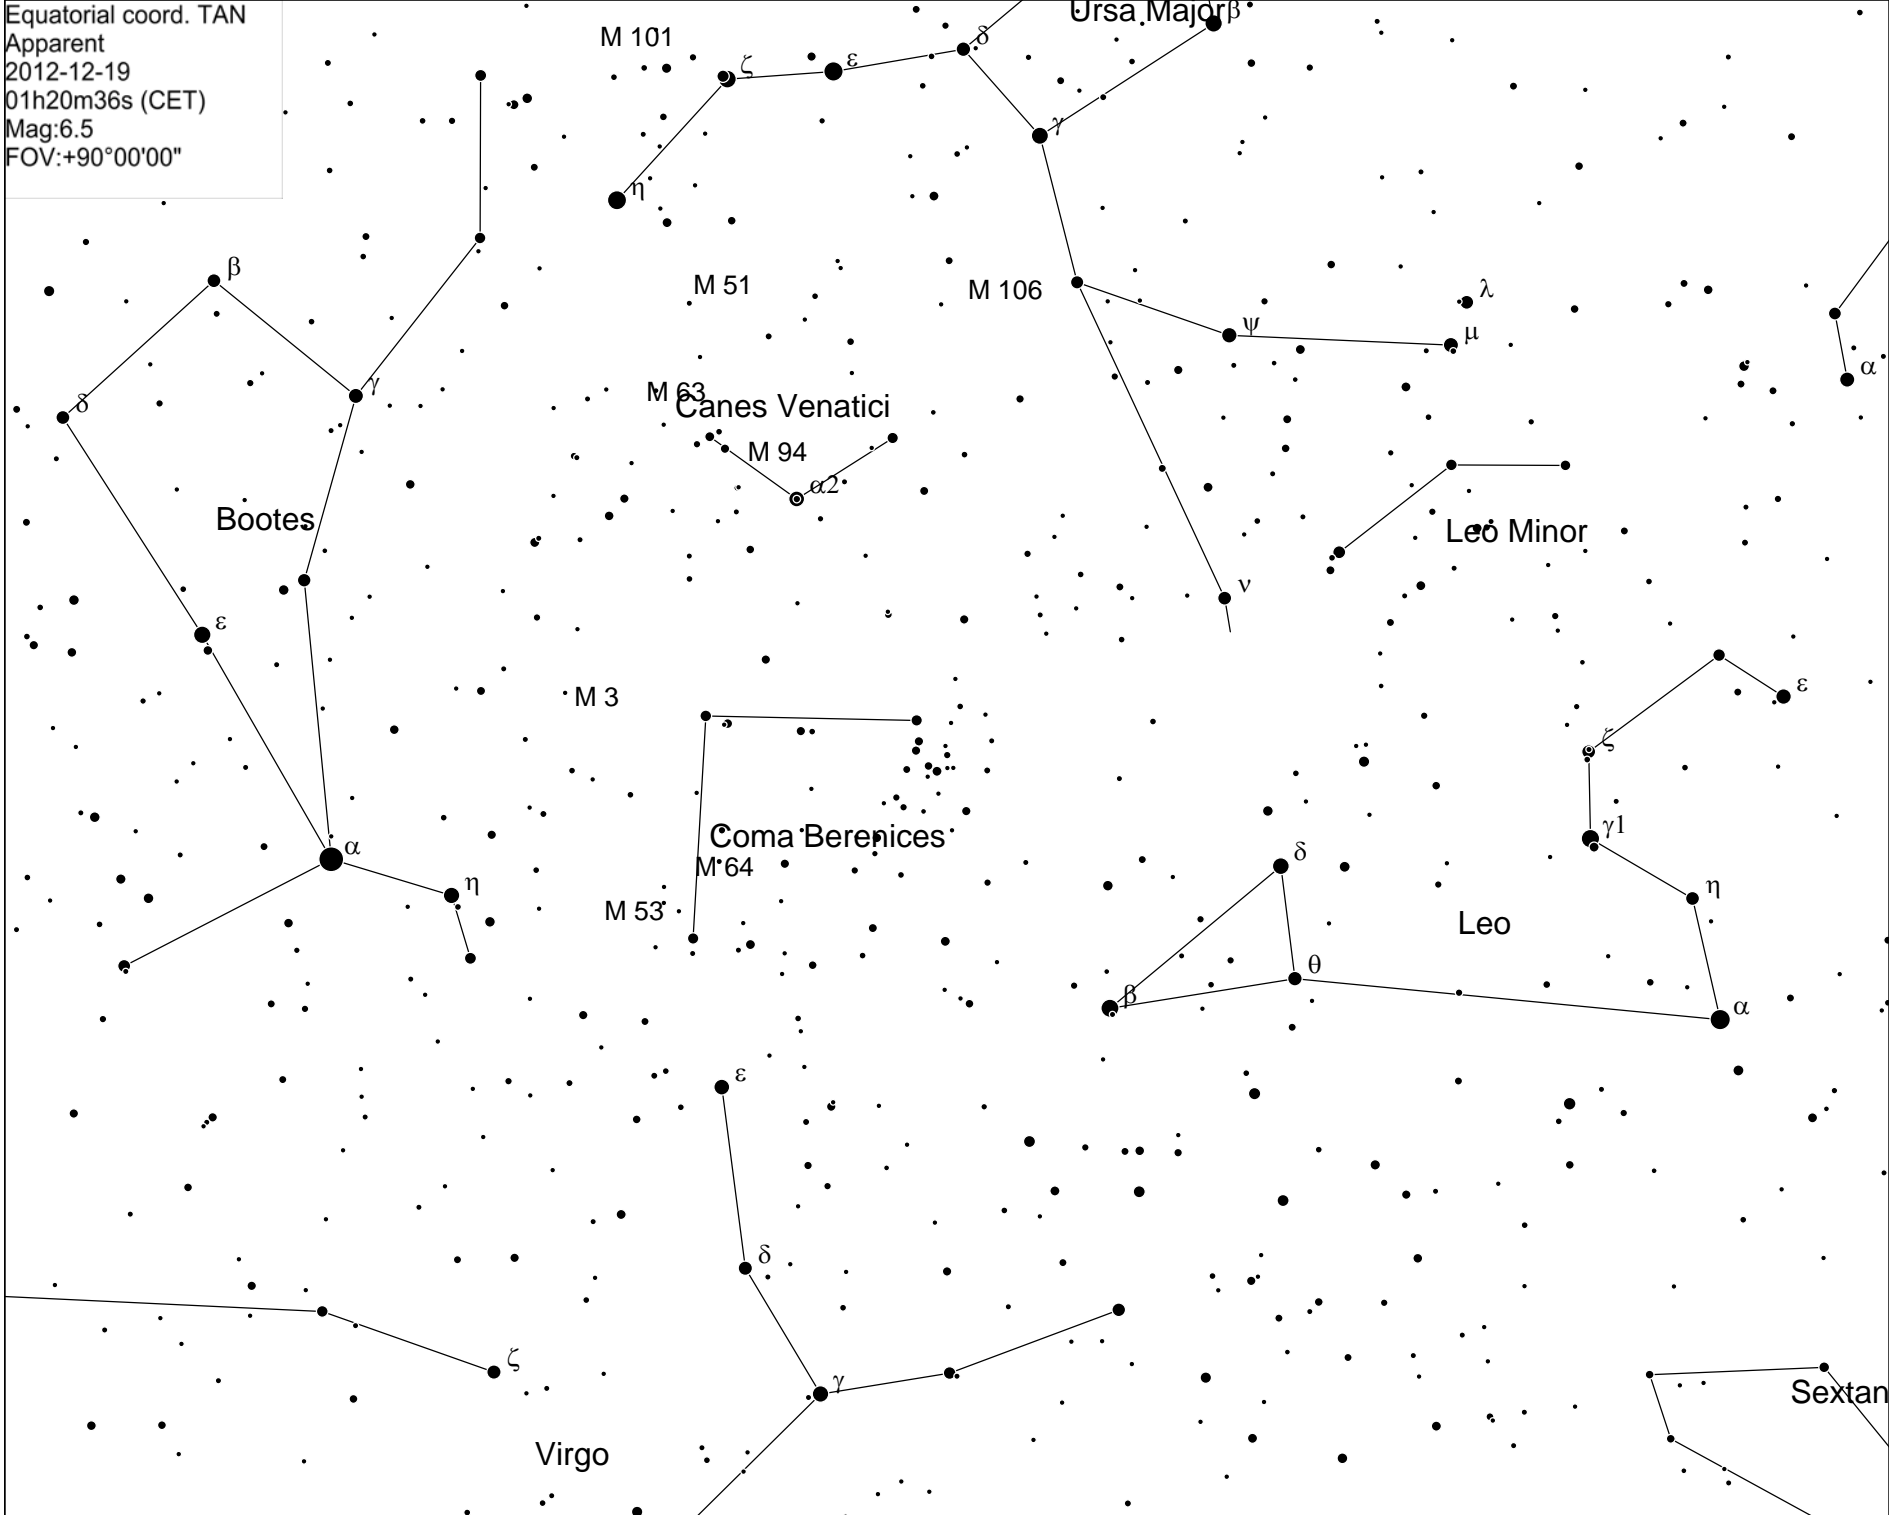 Equatorial coord. TAN
Apparent
2012-12-19
01h20m36s (CET)
Mag:6.5
FOV:+90°00'00"
Ursa Major β
M 101
δ
ζ
ε
γ
η
β
M 51
M 106
λ
ψ
μ
α
γ
δ
M 63
Canes Venatici
M 94
α2
Bootes
Leo Minor
ν
ε
M 3
ε
ζ
Coma Berenices
γ1
α
δ
M 64
η
η
M 53
Leo
θ
β
α
ε
δ
ζ
γ
Sextan
Virgo